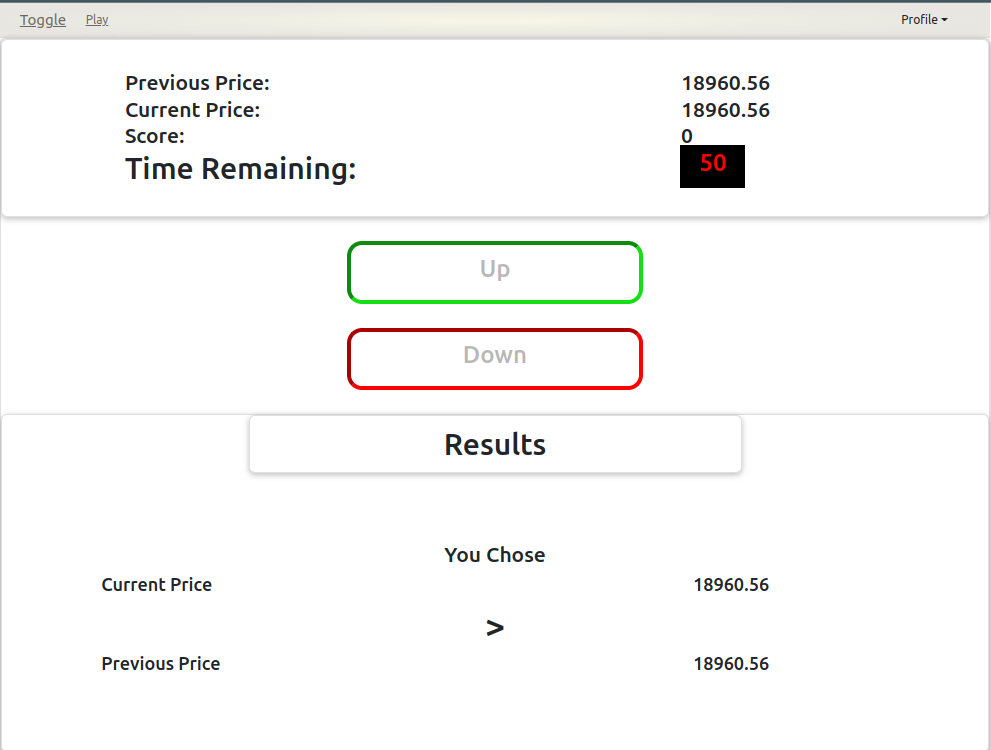 Toggle Play Profile
Previous Price: 18960.56
Current Price: 18960.56
Score: 0
Time Remaining: 50
Up
Down
Results
You Chose
Current Price 18960.56
>
Previous Price 18960.56